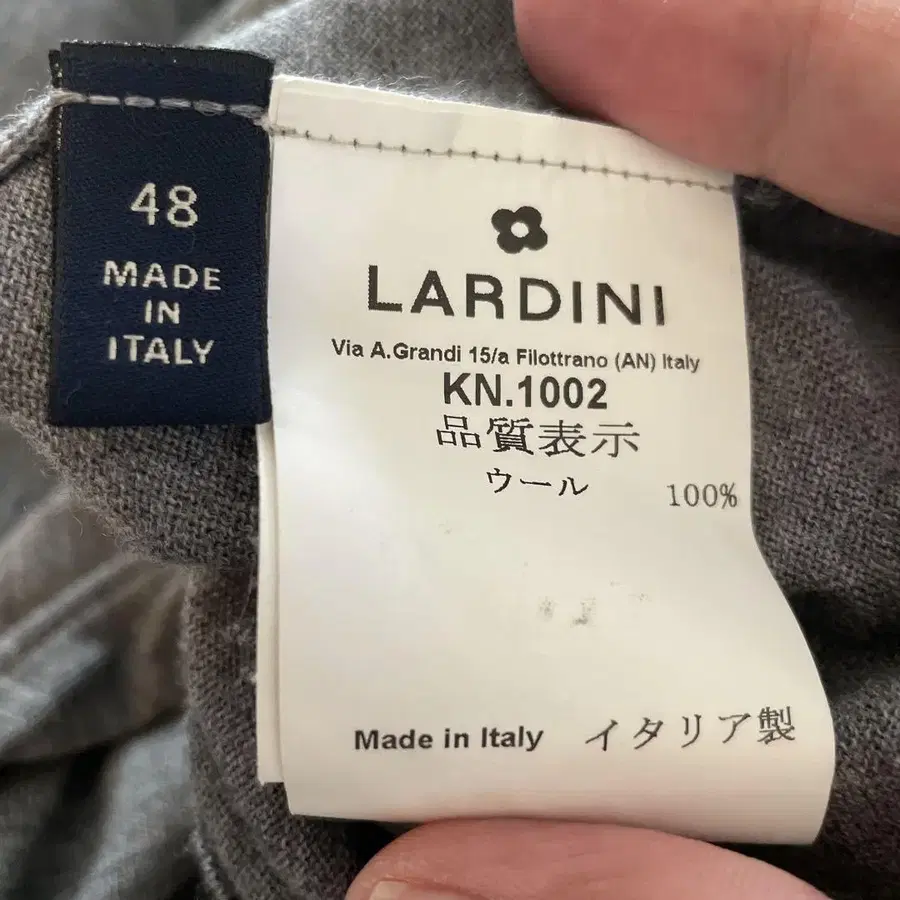 48
MADE
IN
ITALY
LARDINI
Via A.Grandi 15/a Filottrano (AN) Italy
KN.1002
品質表示
ウール 100%
Made in Italy イタリア製